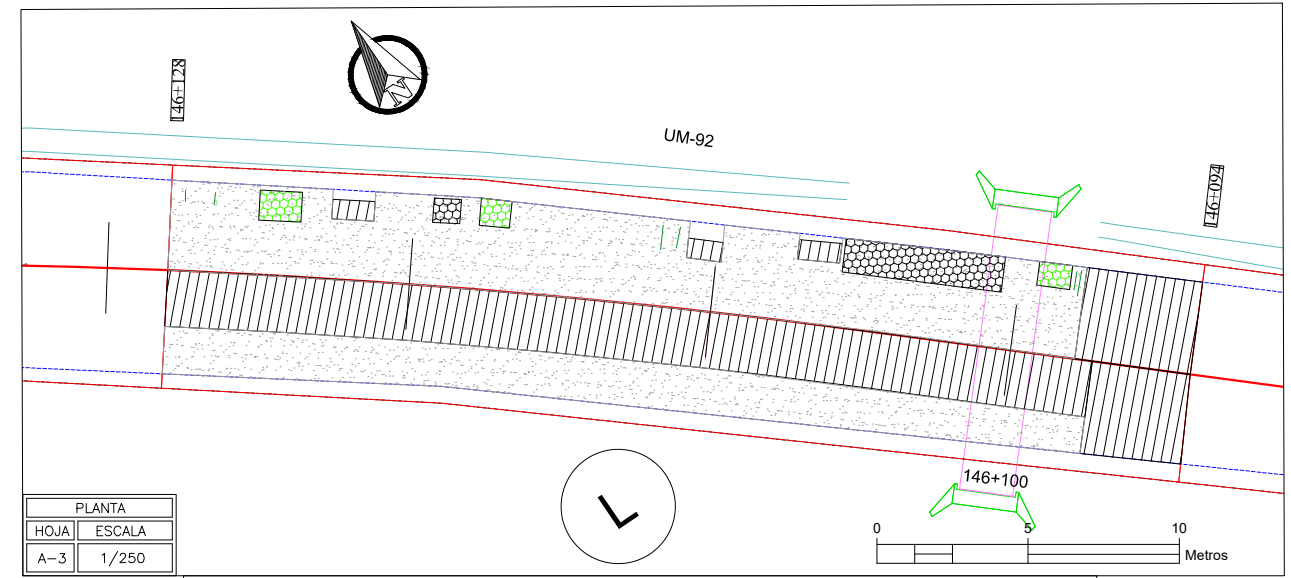 146+128
N
UM-92
146+094
146+100
L
PLANTA
HOJA ESCALA
A-3 1/250
0 5 10
Metros